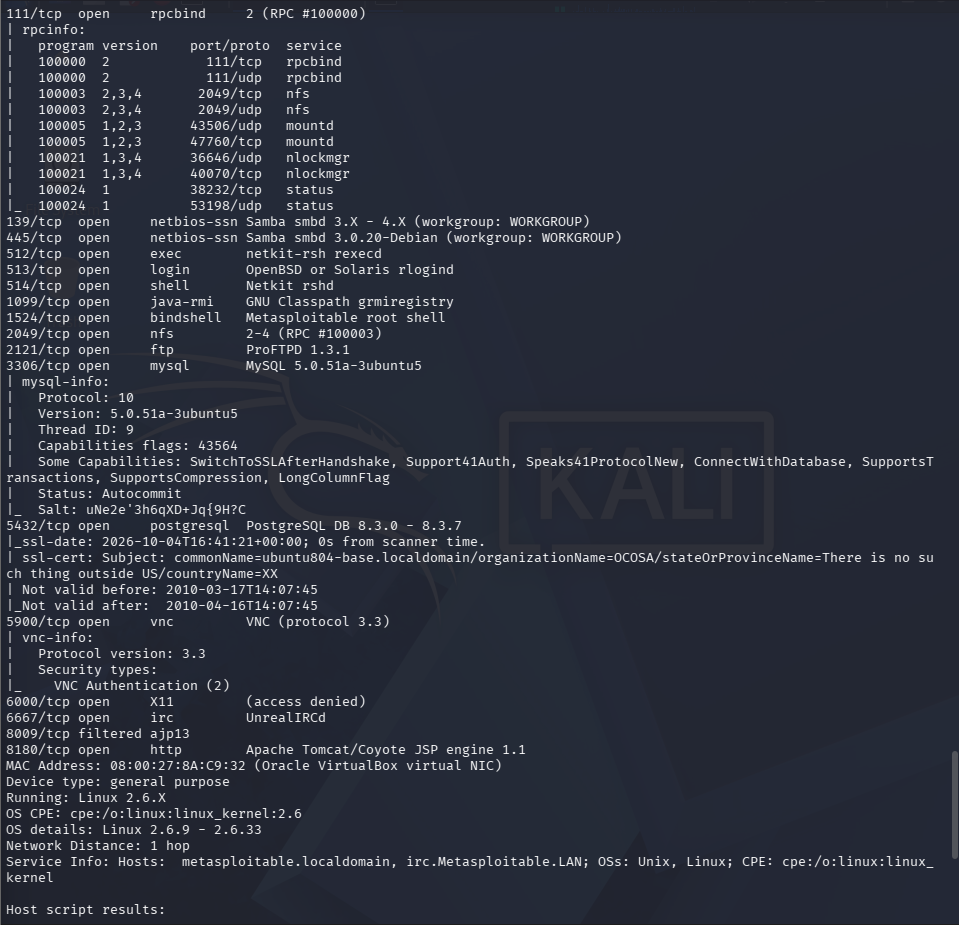 111/tcp  open     rpcbind     2 (RPC #100000)
| rpcinfo:
|   program version    port/proto  service
|   100000  2            111/tcp   rpcbind
|   100000  2            111/udp   rpcbind
|   100003  2,3,4       2049/tcp   nfs
|   100003  2,3,4       2049/udp   nfs
|   100005  1,2,3      43506/udp   mountd
|   100005  1,2,3      47760/tcp   mountd
|   100021  1,3,4      36646/udp   nlockmgr
|   100021  1,3,4      40070/tcp   nlockmgr
|   100024  1          38232/tcp   status
|_  100024  1          53198/udp   status
139/tcp  open     netbios-ssn Samba smbd 3.X - 4.X (workgroup: WORKGROUP)
445/tcp  open     netbios-ssn Samba smbd 3.0.20-Debian (workgroup: WORKGROUP)
512/tcp  open     exec        netkit-rsh rexecd
513/tcp  open     login       OpenBSD or Solaris rlogind
514/tcp  open     shell       Netkit rshd
1099/tcp open     java-rmi    GNU Classpath grmiregistry
1524/tcp open     bindshell   Metasploitable root shell
2049/tcp open     nfs         2-4 (RPC #100003)
2121/tcp open     ftp         ProFTPD 1.3.1
3306/tcp open     mysql       MySQL 5.0.51a-3ubuntu5
| mysql-info:
|   Protocol: 10
|   Version: 5.0.51a-3ubuntu5
|   Thread ID: 9
|   Capabilities flags: 43564
|   Some Capabilities: SwitchToSSLAfterHandshake, Support41Auth, Speaks41ProtocolNew, ConnectWithDatabase, SupportsT
ransactions, SupportsCompression, LongColumnFlag
|   Status: Autocommit
|_  Salt: uNe2e'3h6qXD+Jq{9H?C
5432/tcp open     postgresql  PostgreSQL DB 8.3.0 - 8.3.7
|_ssl-date: 2026-10-04T16:41:21+00:00; 0s from scanner time.
| ssl-cert: Subject: commonName=ubuntu804-base.localdomain/organizationName=OCOSA/stateOrProvinceName=There is no su
ch thing outside US/countryName=XX
| Not valid before: 2010-03-17T14:07:45
|_Not valid after:  2010-04-16T14:07:45
5900/tcp open     vnc         VNC (protocol 3.3)
| vnc-info:
|   Protocol version: 3.3
|   Security types:
|_    VNC Authentication (2)
6000/tcp open     X11         (access denied)
6667/tcp open     irc         UnrealIRCd
8009/tcp filtered ajp13
8180/tcp open     http        Apache Tomcat/Coyote JSP engine 1.1
MAC Address: 08:00:27:8A:C9:32 (Oracle VirtualBox virtual NIC)
Device type: general purpose
Running: Linux 2.6.X
OS CPE: cpe:/o:linux:linux_kernel:2.6
OS details: Linux 2.6.9 - 2.6.33
Network Distance: 1 hop
Service Info: Hosts:  metasploitable.localdomain, irc.Metasploitable.LAN; OSs: Unix, Linux; CPE: cpe:/o:linux:linux_
kernel
Host script results:
KALI